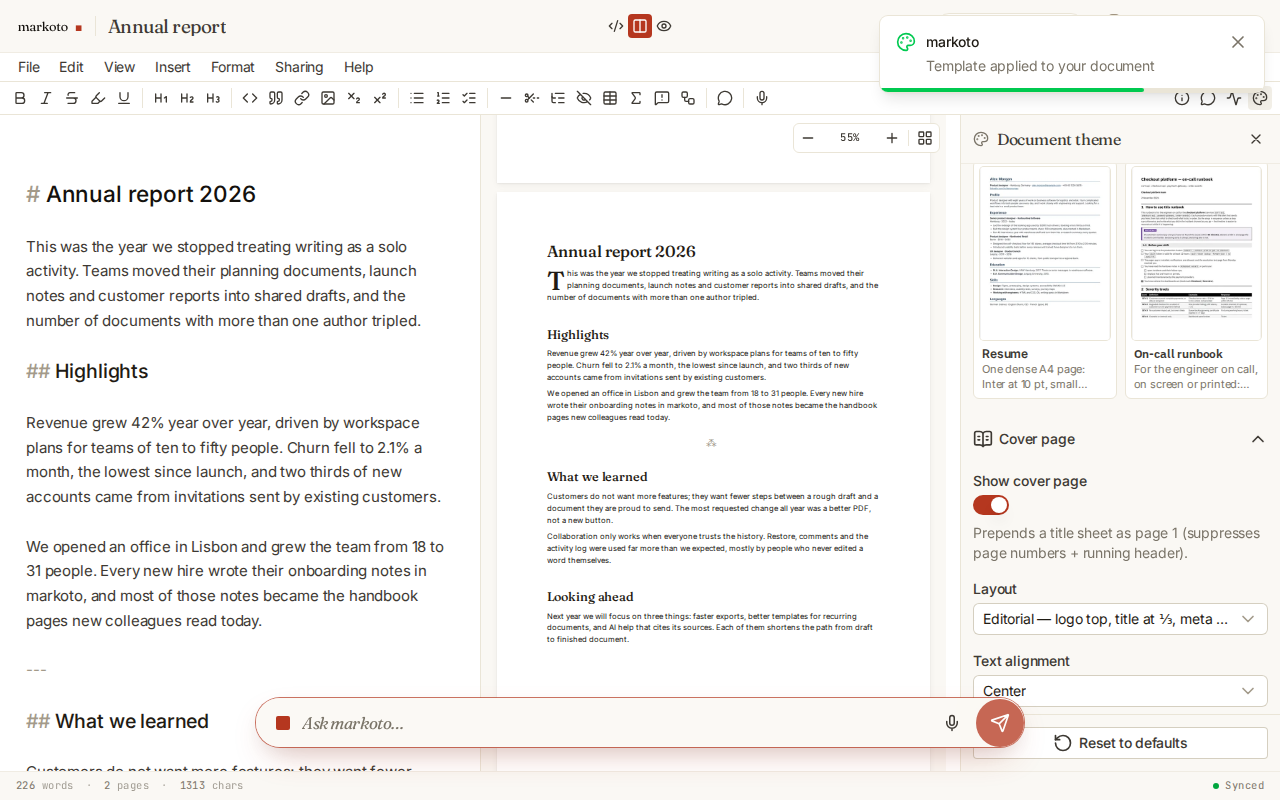 markoto
Annual report
markoto
Template applied to your document
File Edit View Insert Format Sharing Help
B I S U H1 H2 H3 X2 x2 Σ
# Annual report 2026
This was the year we stopped treating writing as a solo
activity. Teams moved their planning documents, launch
notes and customer reports into shared drafts, and the
number of documents with more than one author tripled.
## Highlights
Revenue grew 42% year over year, driven by workspace
plans for teams of ten to fifty people. Churn fell to 2.1% a
month, the lowest since launch, and two thirds of new
accounts came from invitations sent by existing customers.
We opened an office in Lisbon and grew the team from 18 to
31 people. Every new hire wrote their onboarding notes in
markoto, and most of those notes became the handbook
pages new colleagues read today.
---
## What we learned
Customers do not want more features; they want fewer
55%
Annual report 2026
This was the year we stopped treating writing as a solo activity. Teams moved their
planning documents, launch notes and customer reports into shared drafts, and the
number of documents with more than one author tripled.
Highlights
Revenue grew 42% year over year, driven by workspace plans for teams of ten to fifty
people. Churn fell to 2.1% a month, the lowest since launch, and two thirds of new
accounts came from invitations sent by existing customers.
We opened an office in Lisbon and grew the team from 18 to 31 people. Every new hire
wrote their onboarding notes in markoto, and most of those notes became the handbook
pages new colleagues read today.
⁂
What we learned
Customers do not want more features; they want fewer steps between a rough draft and a
document they are proud to send. The most requested change all year was a better PDF,
not a new button.
Collaboration only works when everyone trusts the history. Restore, comments and the
activity log were used far more than we expected, mostly by people who never edited a
word themselves.
Looking ahead
Next year we will focus on three things: faster exports, better templates for recurring
documents, and AI help that cites its sources. Each of them shortens the path from draft
to finished document.
Document theme
Alex Morgan
Checkout platform — on-call runbook
Resume
One dense A4 page:
Inter at 10 pt, small...
On-call runbook
For the engineer on call,
on screen or printed:...
Cover page
Show cover page
Prepends a title sheet as page 1 (suppresses
page numbers + running header).
Layout
Editorial — logo top, title at ⅓, meta ...
Text alignment
Center
Reset to defaults
Ask markoto...
226 words · 2 pages · 1313 chars
Synced